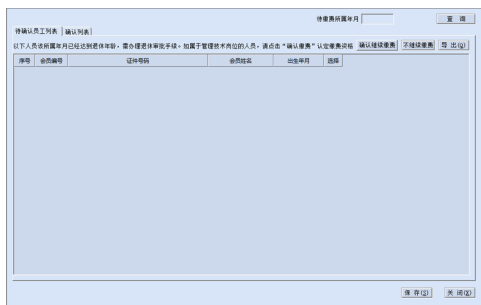 待缴费所属年月 查 询
待确认员工列表 确认列表
以下人员该所属年月已经达到退休年龄，需办理退休审批手续。如属于管理技术岗位的人员，请点击“确认缴费”认定缴费资格 确认继续缴费 不继续缴费 导 出(Q)
序号 会员编号 证件号码 会员姓名 出生年月 选择
保 存(S) 关 闭(X)